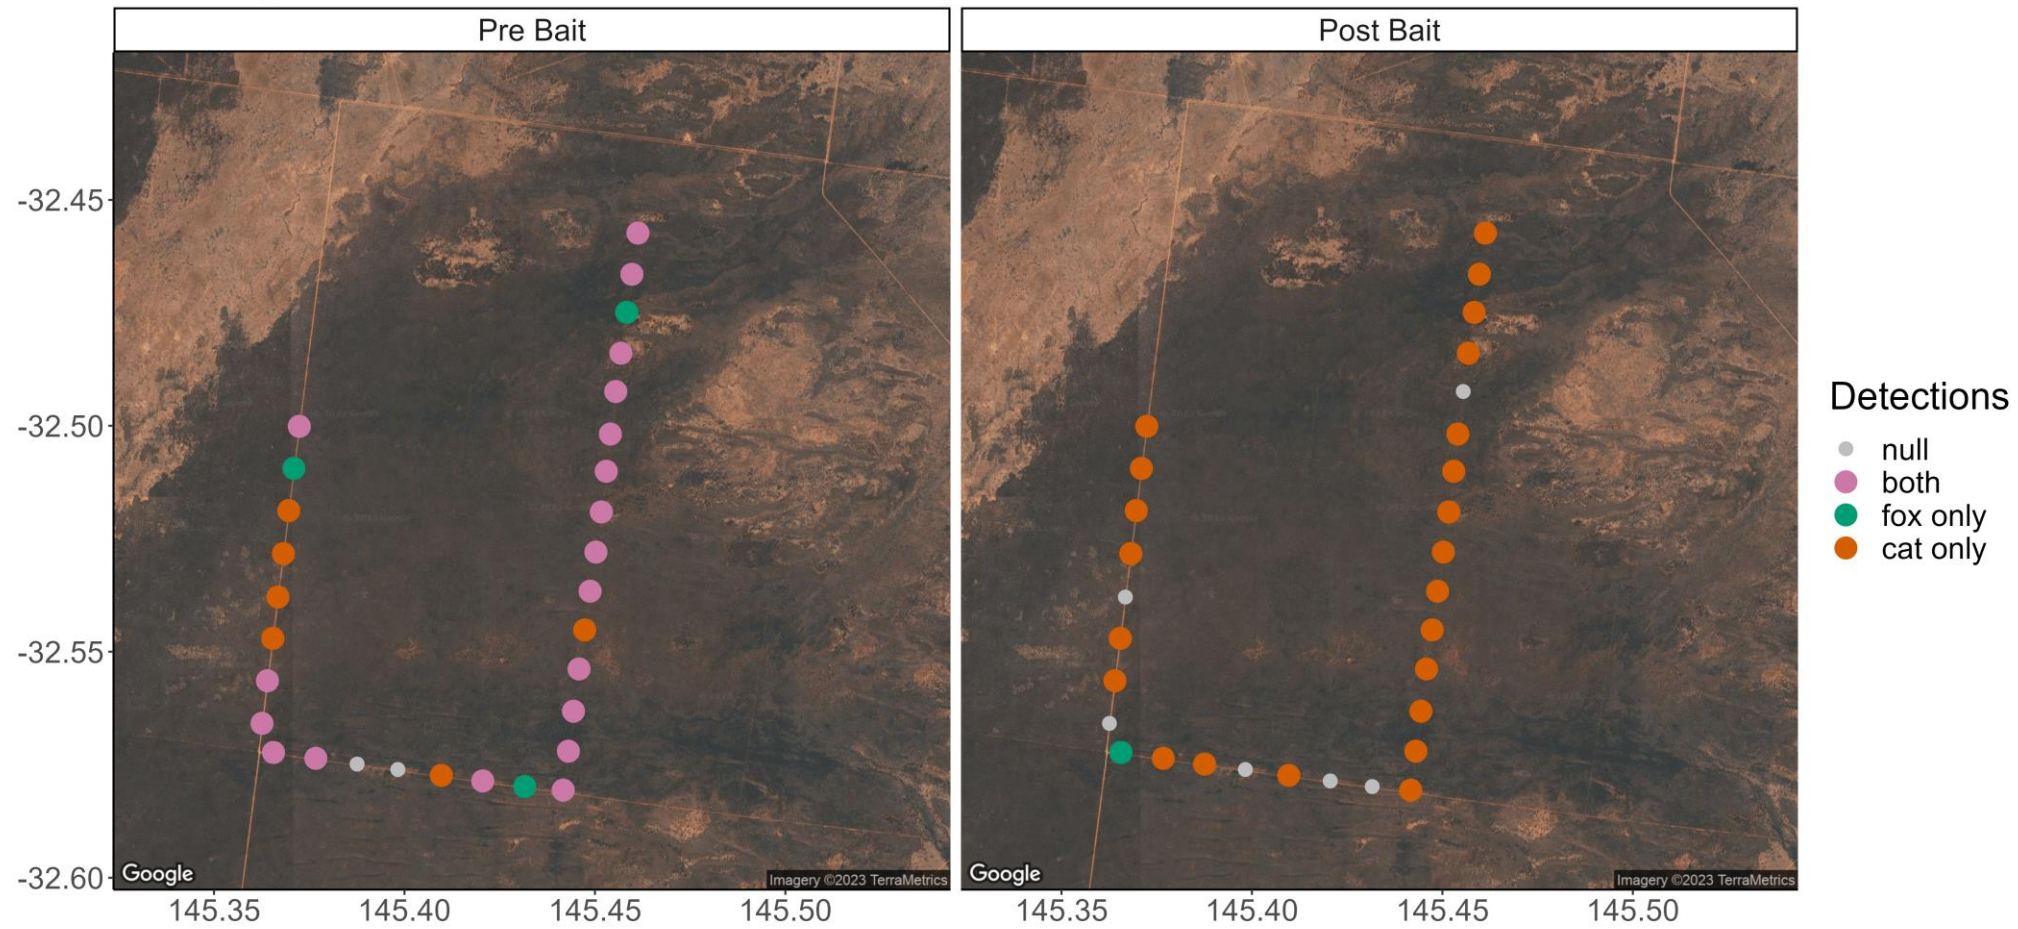 Pre Bait
Post Bait
-32.45
-32.50
-32.55
-32.60
Google
Imagery ©2023 TerraMetrics
Google
Imagery ©2023 TerraMetrics
145.35
145.40
145.45
145.50
145.35
145.40
145.45
145.50
Detections
null
both
fox only
cat only